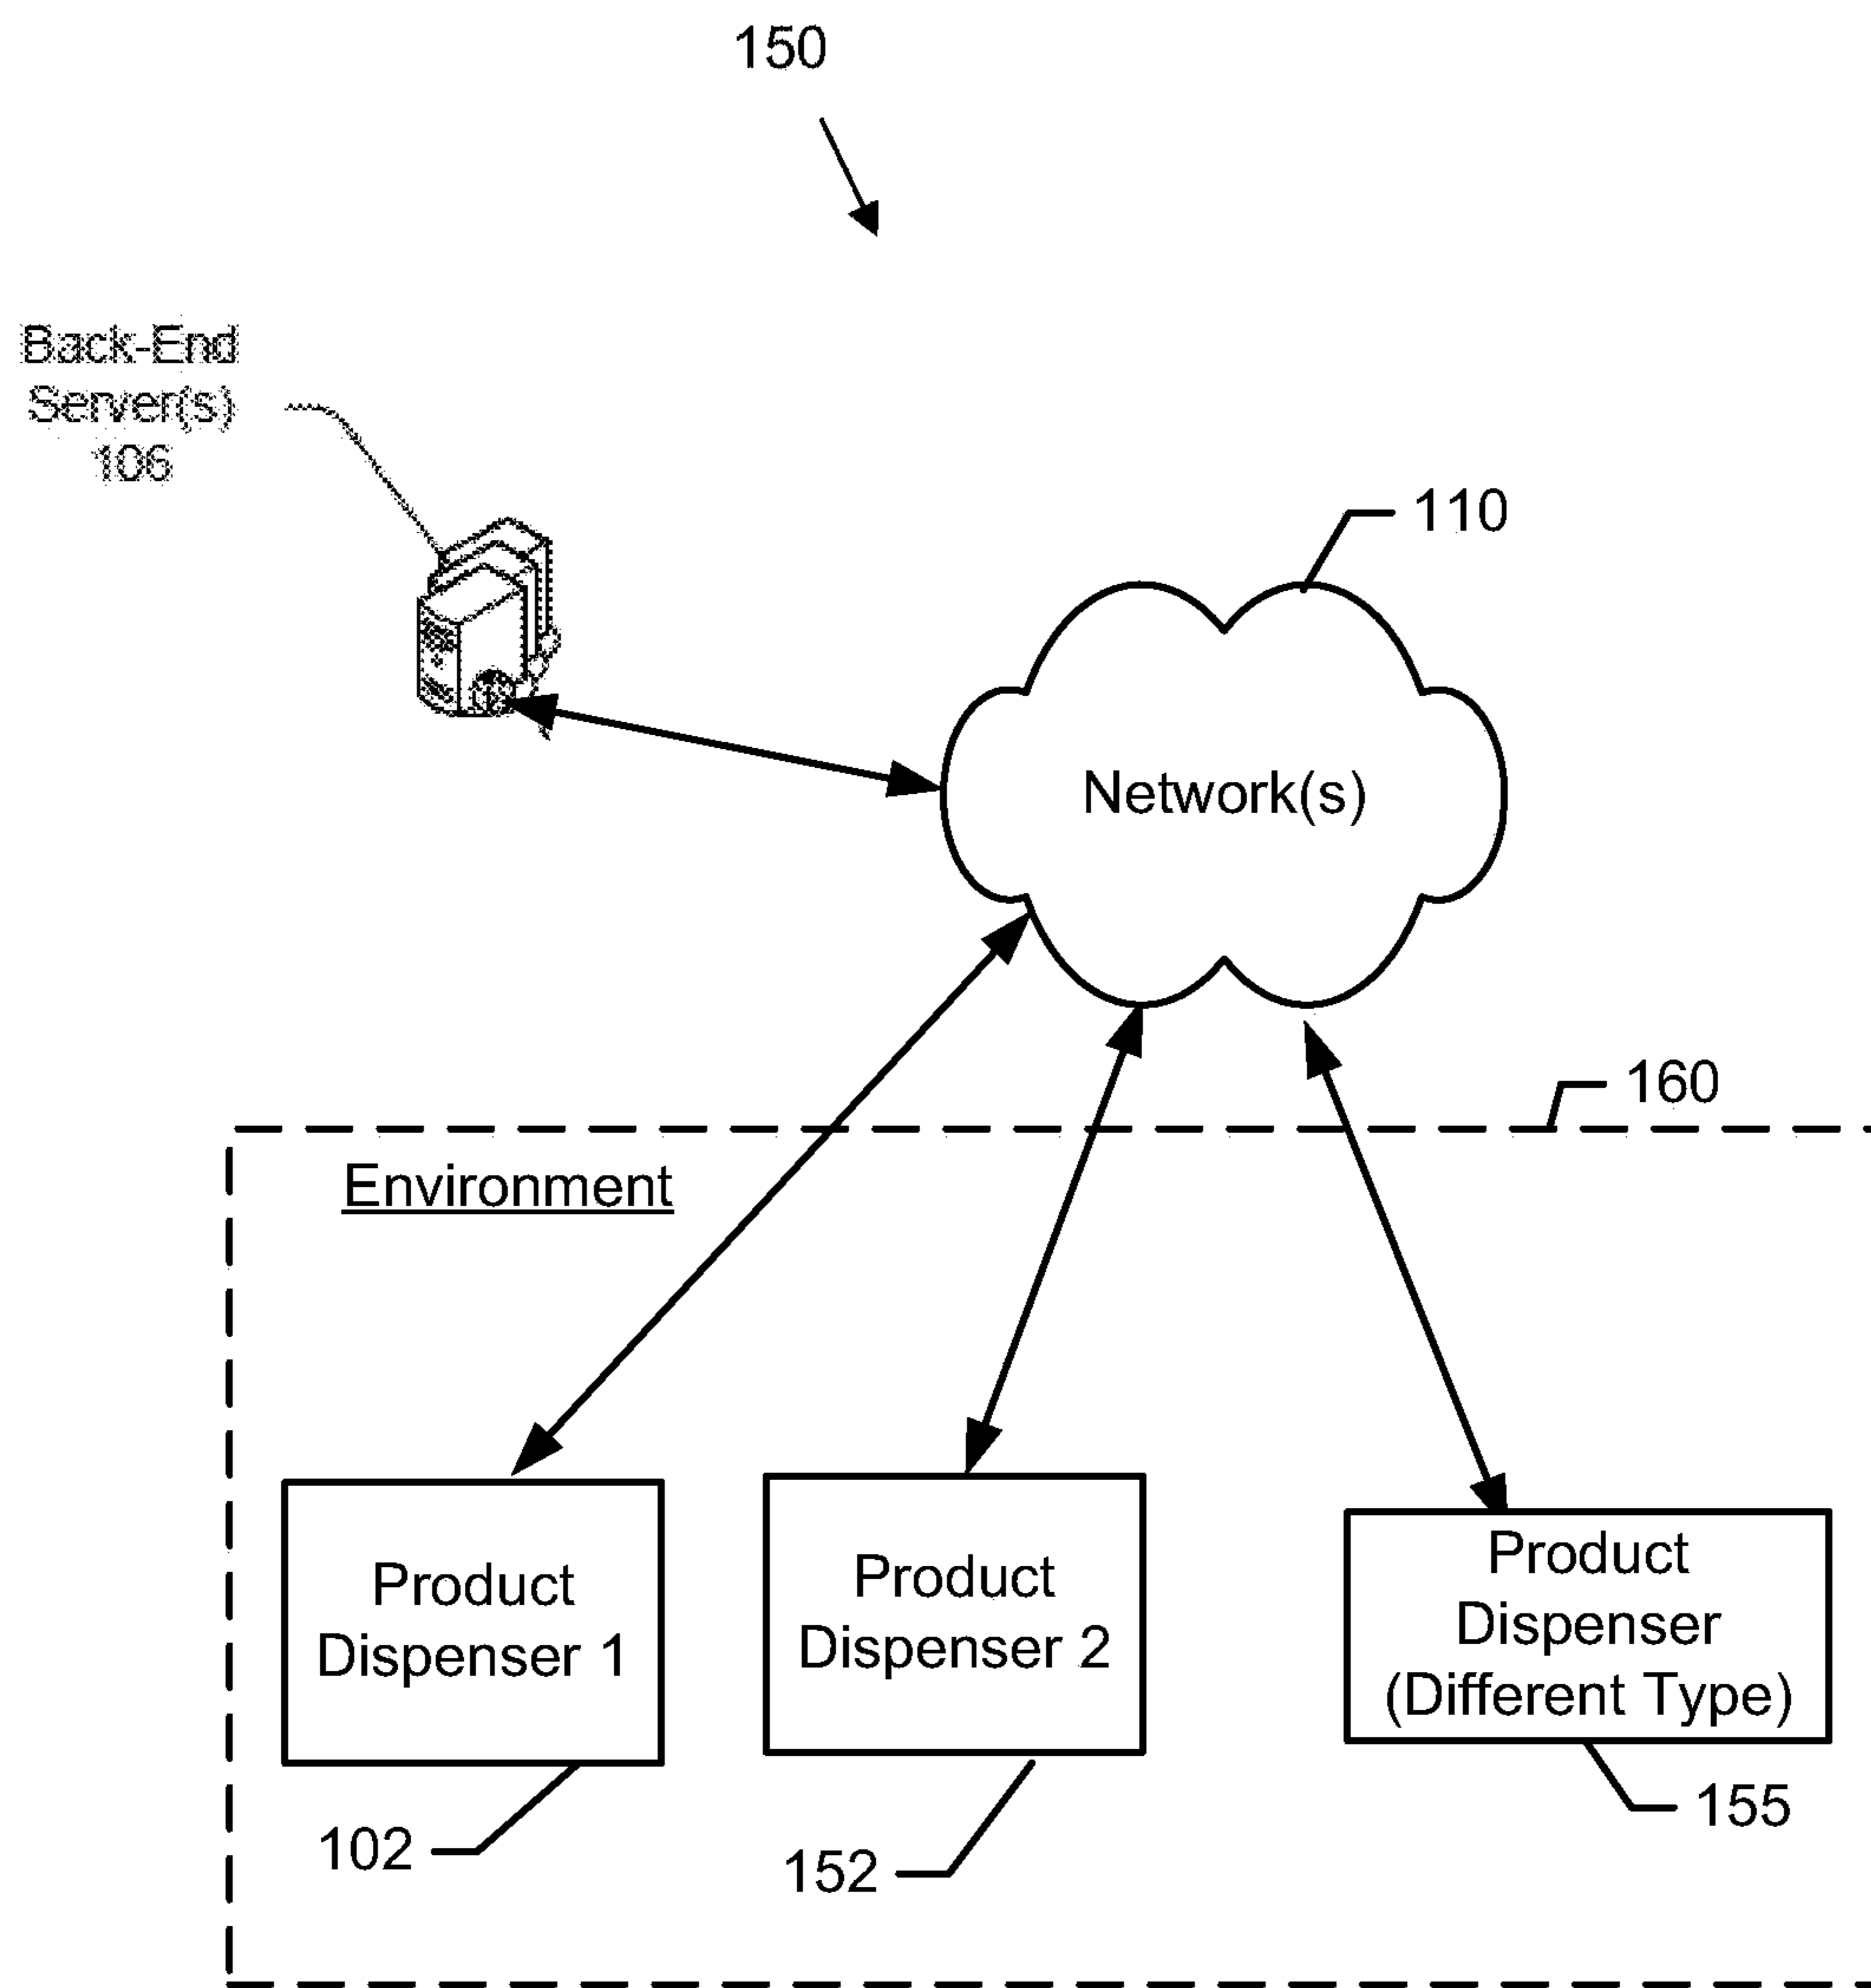 150
Back-End
Server(s)
106
110
Network(s)
160
Environment
Product
Dispenser 1
Product
Dispenser 2
Product
Dispenser
(Different Type)
102
152
155